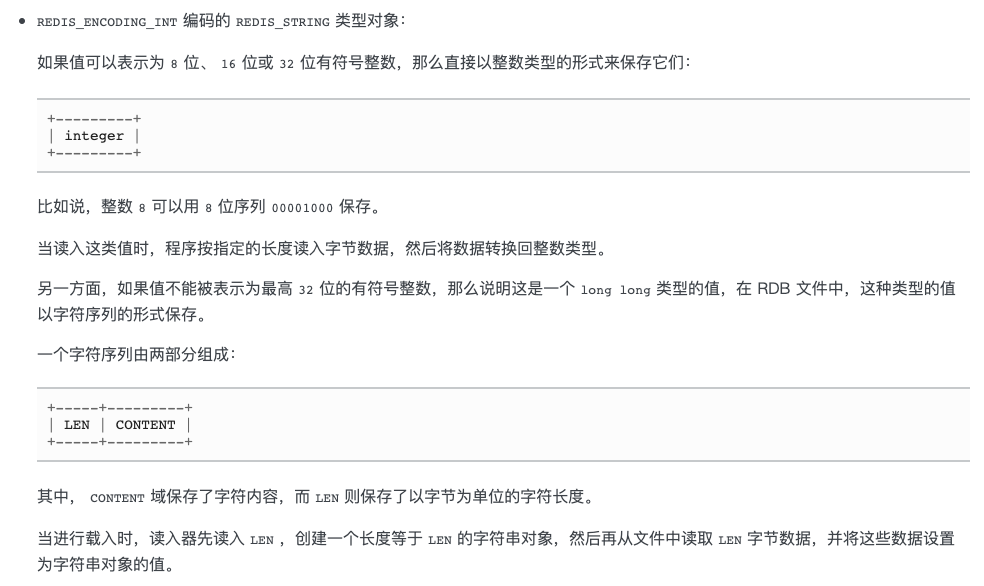 • REDIS_ENCODING_INT 编码的 REDIS_STRING 类型对象：
如果值可以表示为 8 位、 16 位或 32 位有符号整数，那么直接以整数类型的形式来保存它们：
+---------+
| integer |
+---------+
比如说，整数 8 可以用 8 位序列 00001000 保存。
当读入这类值时，程序按指定的长度读入字节数据，然后将数据转换回整数类型。
另一方面，如果值不能被表示为最高 32 位的有符号整数，那么说明这是一个 long long 类型的值，在 RDB 文件中，这种类型的值
以字符序列的形式保存。
一个字符序列由两部分组成：
+-----+---------+
| LEN | CONTENT |
+-----+---------+
其中， CONTENT 域保存了字符内容，而 LEN 则保存了以字节为单位的字符长度。
当进行载入时，读入器先读入 LEN ，创建一个长度等于 LEN 的字符串对象，然后再从文件中读取 LEN 字节数据，并将这些数据设置
为字符串对象的值。